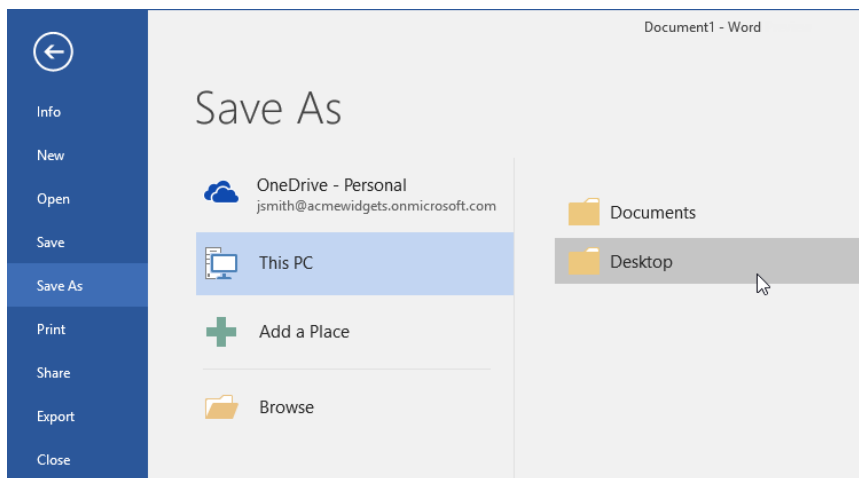 Document1 - Word
Info
New
Open
Save
Save As
Print
Share
Export
Close
Save As
OneDrive - Personal
jsmith@acmewidgets.onmicrosoft.com
This PC
Add a Place
Browse
Documents
Desktop